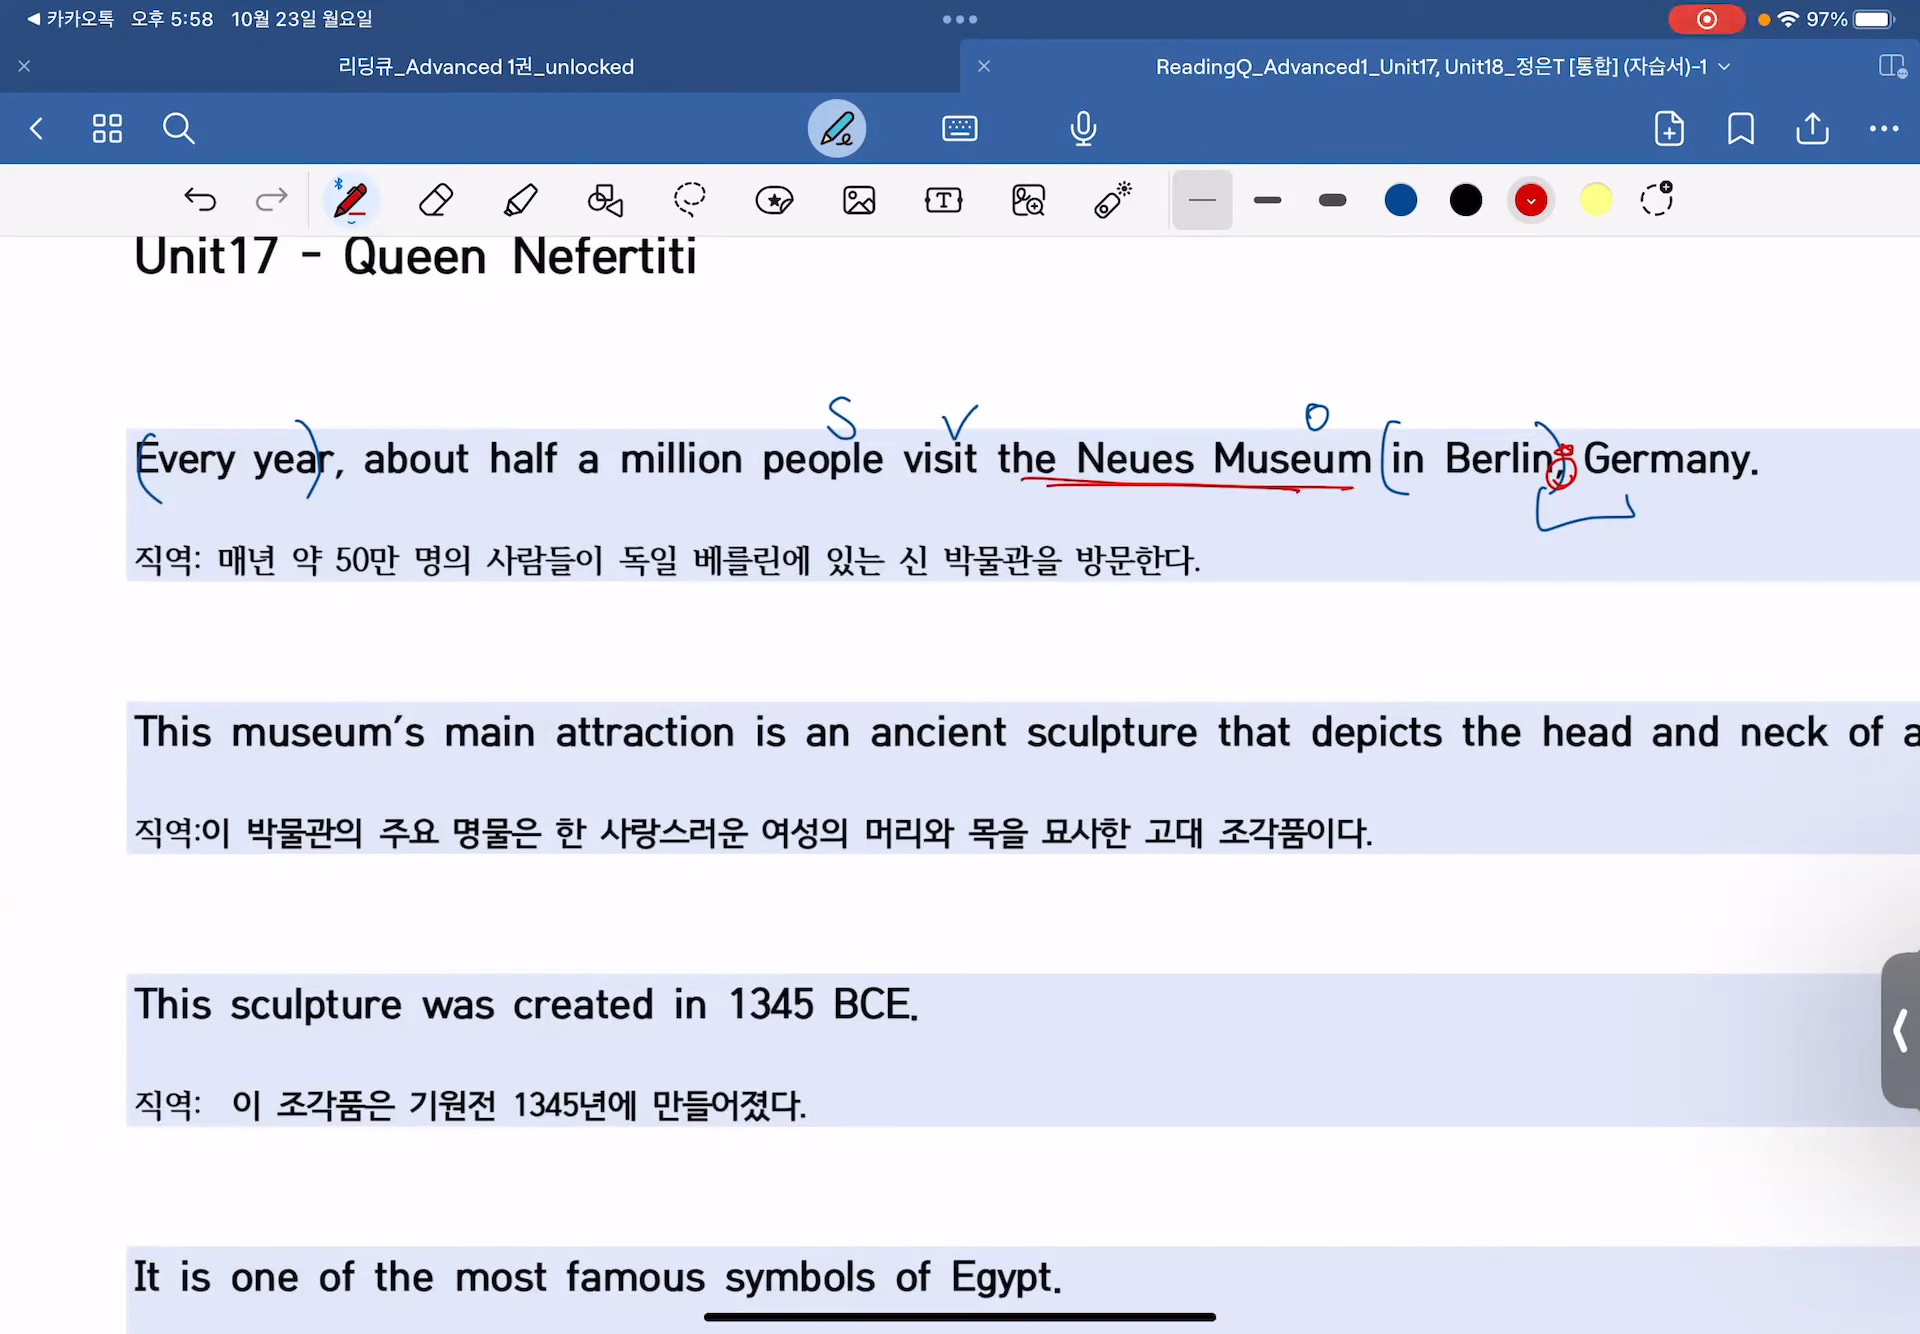 ◀ 카카오톡 오후 5:58 10월 23일 월요일 97%
리딩큐_Advanced 1권_unlocked
ReadingQ_Advanced1_Unit17, Unit18_정은T [통합] (자습서)-1
Unit17 - Queen Nefertiti
S V O
Every year, about half a million people visit the Neues Museum in Berlin, Germany.
직역: 매년 약 50만 명의 사람들이 독일 베를린에 있는 신 박물관을 방문한다.
This museum's main attraction is an ancient sculpture that depicts the head and neck of a
직역:이 박물관의 주요 명물은 한 사랑스러운 여성의 머리와 목을 묘사한 고대 조각품이다.
This sculpture was created in 1345 BCE.
직역: 이 조각품은 기원전 1345년에 만들어졌다.
It is one of the most famous symbols of Egypt.